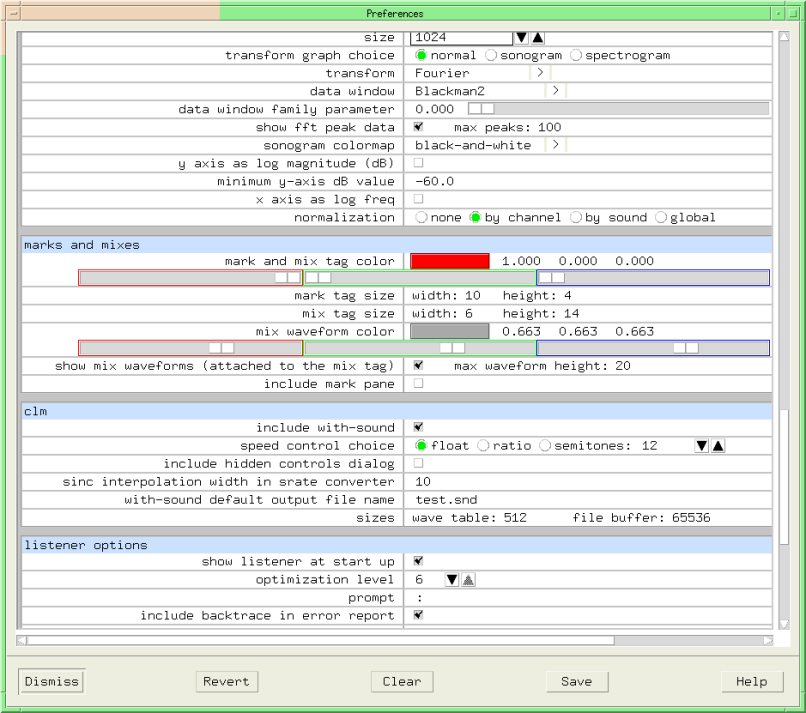 Preferences
size 1024
transform graph choice normal sonogram spectrogram
transform Fourier >
data window Blackman2 >
data window family parameter 0.000
show fft peak data max peaks: 100
sonogram colormap black-and-white >
y axis as log magnitude (dB)
minimum y-axis dB value -60.0
x axis as log freq
normalization none by channel by sound global
marks and mixes
mark and mix tag color 1.000 0.000 0.000
mark tag size width: 10 height: 4
mix tag size width: 6 height: 14
mix waveform color 0.663 0.663 0.663
show mix waveforms (attached to the mix tag) max waveform height: 20
include mark pane
clm
include with-sound
speed control choice float ratio semitones: 12
include hidden controls dialog
sinc interpolation width in srate converter 10
with-sound default output file name test.snd
sizes wave table: 512 file buffer: 65536
listener options
show listener at start up
optimization level 6
prompt :
include backtrace in error report
Dismiss Revert Clear Save Help